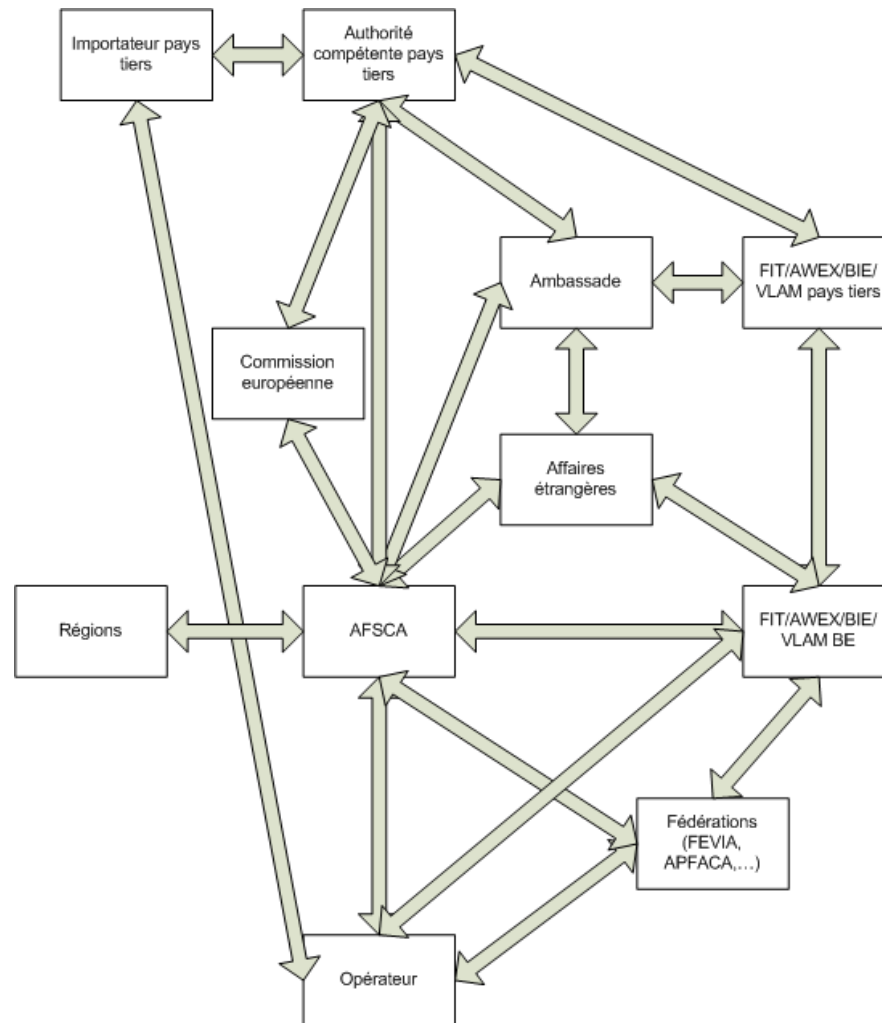 Importateur pays
tiers
Authorité
compétente pays
tiers
Ambassade
FIT/AWEX/BIE/
VLAM pays tiers
Commission
européenne
Affaires
étrangères
Régions
AFSCA
FIT/AWEX/BIE/
VLAM BE
Fédérations
(FEVIA,
APFACA,...)
Opérateur